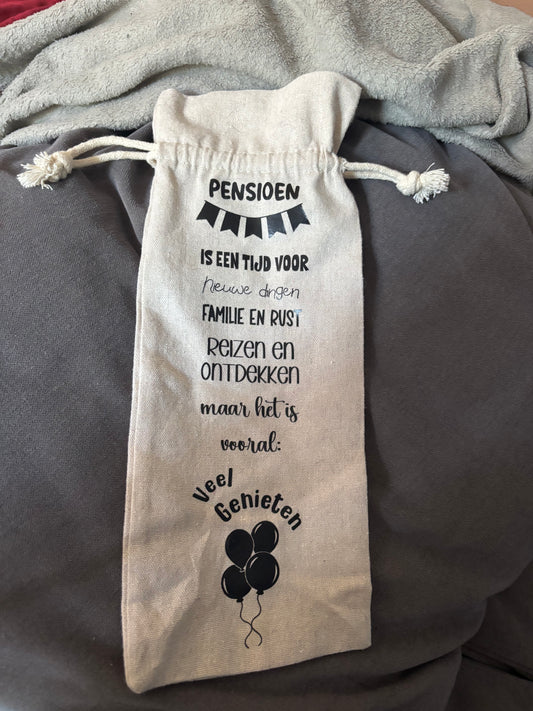 PENSIOEN
IS EEN TIJD VOOR
nieuwe dingen
FAMILIE EN RUST
REIZEN EN
ONTDEKKEN
maar het is
vooral:
Veel
Genieten